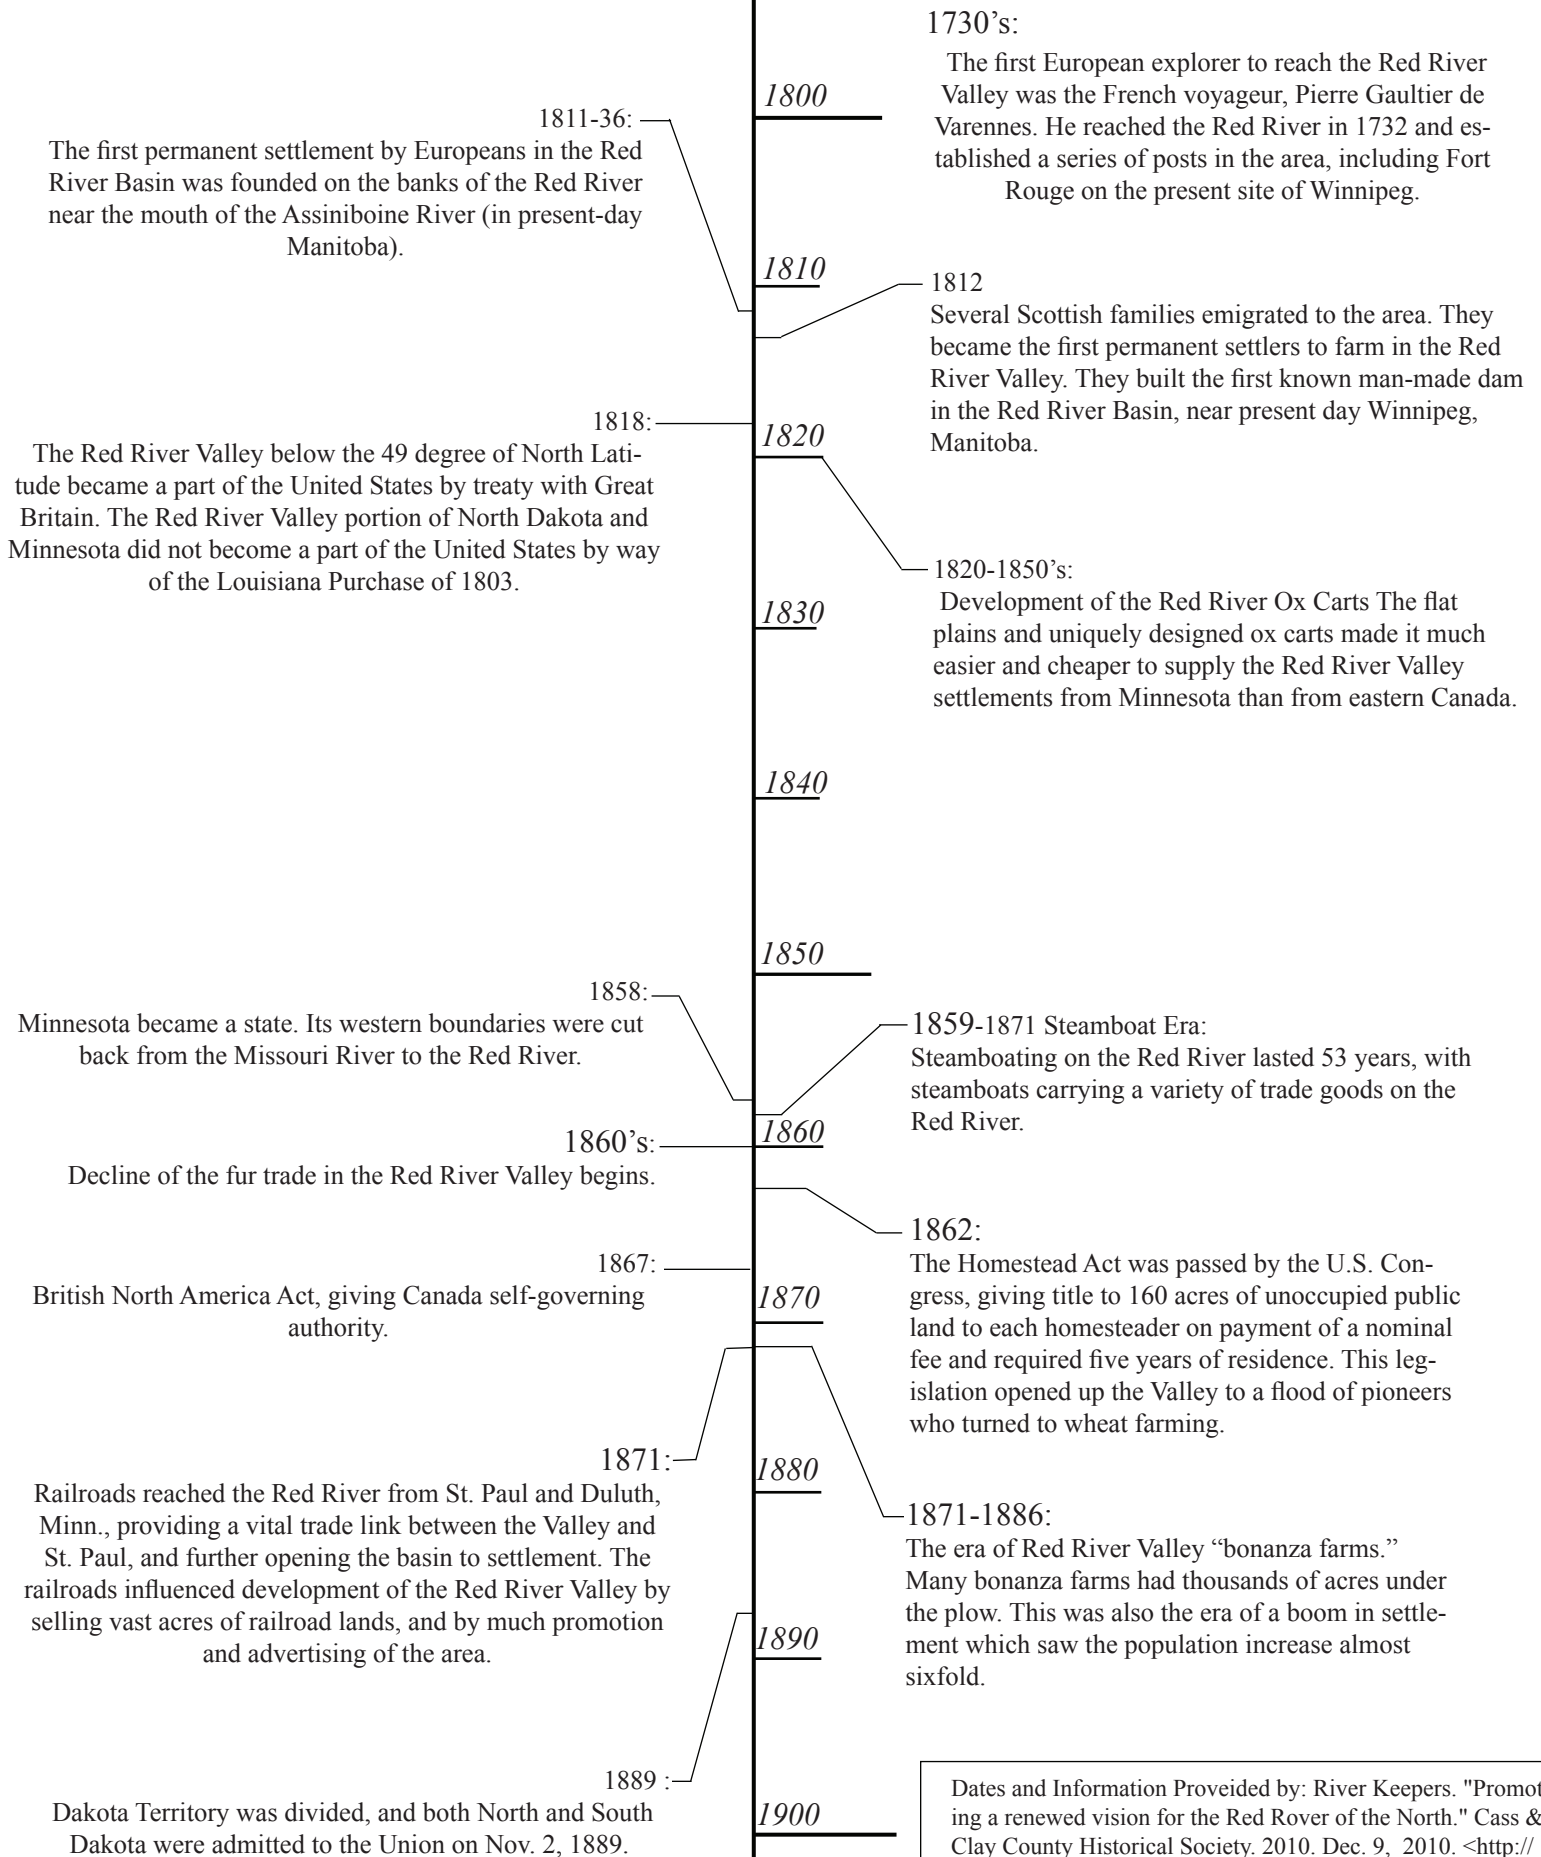 1730’s:
The first European explorer to reach the Red River
Valley was the French voyageur, Pierre Gaultier de
Varennes. He reached the Red River in 1732 and es-
tablished a series of posts in the area, including Fort
Rouge on the present site of Winnipeg.
1800
1811-36:
The first permanent settlement by Europeans in the Red
River Basin was founded on the banks of the Red River
near the mouth of the Assiniboine River (in present-day
Manitoba).
1810
1812
Several Scottish families emigrated to the area. They
became the first permanent settlers to farm in the Red
River Valley. They built the first known man-made dam
in the Red River Basin, near present day Winnipeg,
Manitoba.
1818:
The Red River Valley below the 49 degree of North Lati-
tude became a part of the United States by treaty with Great
Britain. The Red River Valley portion of North Dakota and
Minnesota did not become a part of the United States by way
of the Louisiana Purchase of 1803.
1820
1820-1850’s:
Development of the Red River Ox Carts The flat
plains and uniquely designed ox carts made it much
easier and cheaper to supply the Red River Valley
settlements from Minnesota than from eastern Canada.
1830
1840
1850
1858:
Minnesota became a state. Its western boundaries were cut
back from the Missouri River to the Red River.
1859-1871 Steamboat Era:
Steamboating on the Red River lasted 53 years, with
steamboats carrying a variety of trade goods on the
Red River.
1860
1860’s:
Decline of the fur trade in the Red River Valley begins.
1862:
The Homestead Act was passed by the U.S. Con-
gress, giving title to 160 acres of unoccupied public
land to each homesteader on payment of a nominal
fee and required five years of residence. This leg-
islation opened up the Valley to a flood of pioneers
who turned to wheat farming.
1867:
British North America Act, giving Canada self-governing
authority.
1870
1871:
Railroads reached the Red River from St. Paul and Duluth,
Minn., providing a vital trade link between the Valley and
St. Paul, and further opening the basin to settlement. The
railroads influenced development of the Red River Valley by
selling vast acres of railroad lands, and by much promotion
and advertising of the area.
1880
1871-1886:
The era of Red River Valley “bonanza farms.”
Many bonanza farms had thousands of acres under
the plow. This was also the era of a boom in settle-
ment which saw the population increase almost
sixfold.
1890
1889 :
Dakota Territory was divided, and both North and South
Dakota were admitted to the Union on Nov. 2, 1889.
1900
Dates and Information Proveided by: River Keepers. "Promot
ing a renewed vision for the Red Rover of the North." Cass &
Clay County Historical Society. 2010. Dec. 9, 2010. <http://